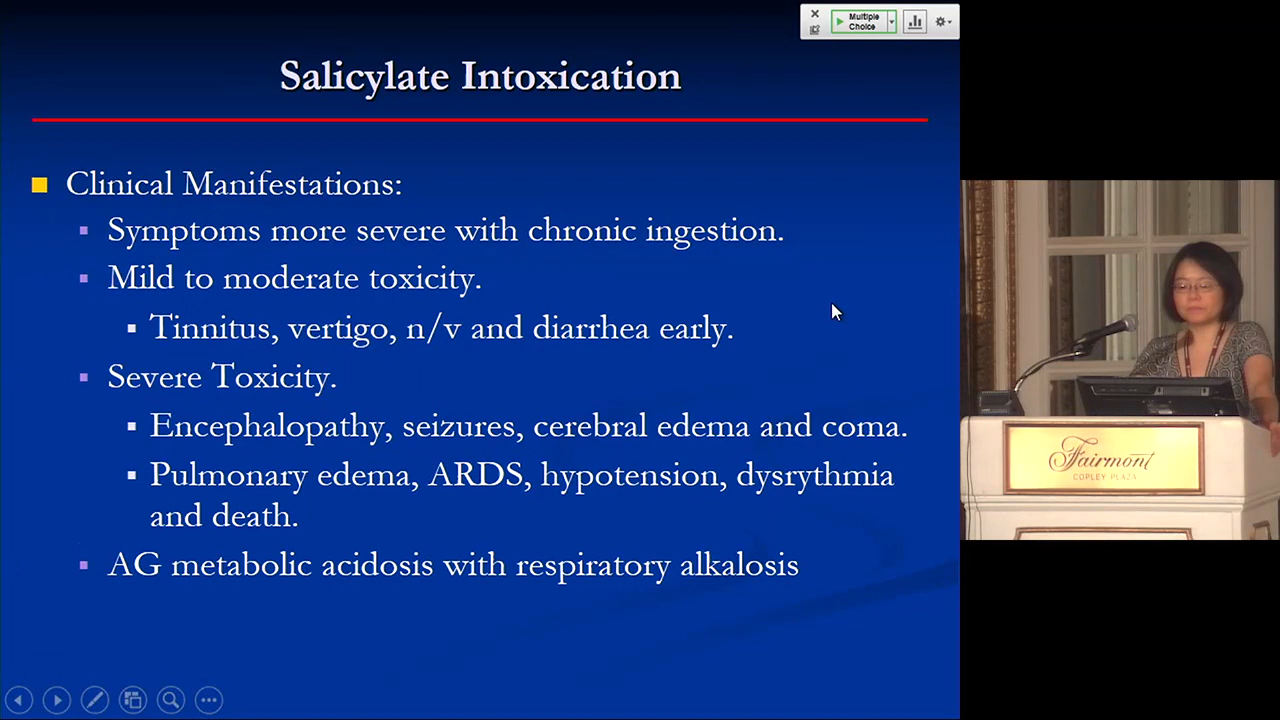 Multiple
Choice
Salicylate Intoxication
Clinical Manifestations:
Symptoms more severe with chronic ingestion.
Mild to moderate toxicity.
Tinnitus, vertigo, n/v and diarrhea early.
Severe Toxicity.
Encephalopathy, seizures, cerebral edema and coma.
Pulmonary edema, ARDS, hypotension, dysrythmia
and death.
AG metabolic acidosis with respiratory alkalosis
Fairmont
COPLEY PLAZA